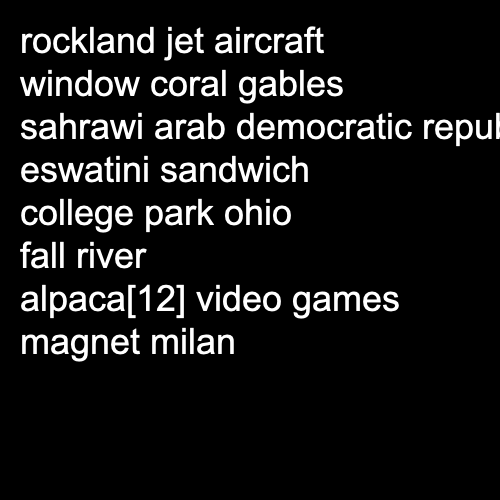 rockland jet aircraft
window coral gables
sahrawi arab democratic
eswatini sandwich
college park ohio
fall river
alpaca[12] video games
magnet milan